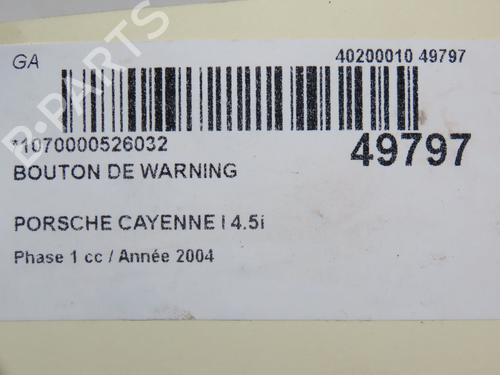 GA
40200010 49797
*1070000526032
49797
BOUTON DE WARNING
PORSCHE CAYENNE I 4.5i
Phase 1 cc / Année 2004
B-PARTS